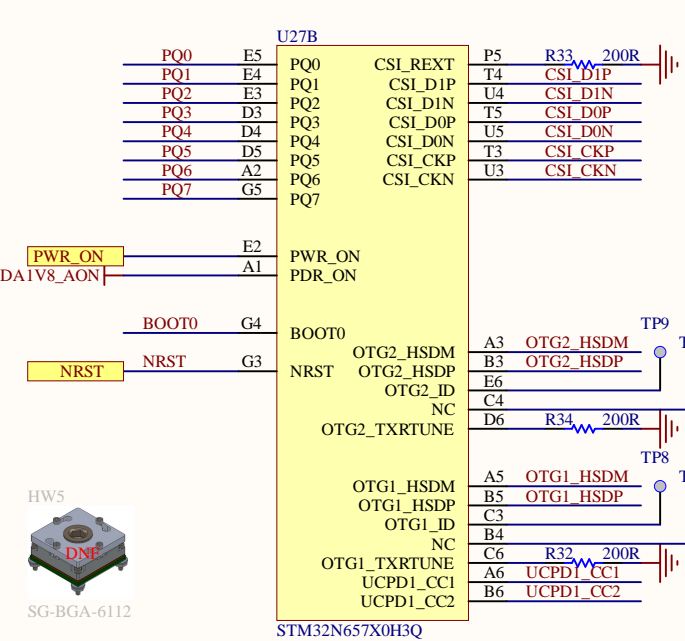 U27B
PQ0 E5 PQ0 CSI_REXT P5 R33 200R
PQ1 E4 PQ1 CSI_D1P T4 CSI_D1P
PQ2 E3 PQ2 CSI_D1N U4 CSI_D1N
PQ3 D3 PQ3 CSI_D0P T5 CSI_D0P
PQ4 D4 PQ4 CSI_D0N U5 CSI_D0N
PQ5 D5 PQ5 CSI_CKP T3 CSI_CKP
PQ6 A2 PQ6 CSI_CKN U3 CSI_CKN
PQ7 G5 PQ7
PWR_ON E2 PWR_ON
DA1V8_AON A1 PDR_ON
BOOT0 G4 BOOT0
TP9
OTG2_HSDM A3 OTG2_HSDM
NRST NRST G3 NRST OTG2_HSDP B3 OTG2_HSDP
OTG2_ID E6
NC C4
OTG2_TXRTUNE D6 R34 200R
TP8
OTG1_HSDM A5 OTG1_HSDM
HW5 OTG1_HSDP B5 OTG1_HSDP
OTG1_ID C3
NC B4
DNF OTG1_TXRTUNE C6 R32 200R
UCPD1_CC1 A6 UCPD1_CC1
UCPD1_CC2 B6 UCPD1_CC2
SG-BGA-6112
STM32N657X0H3Q